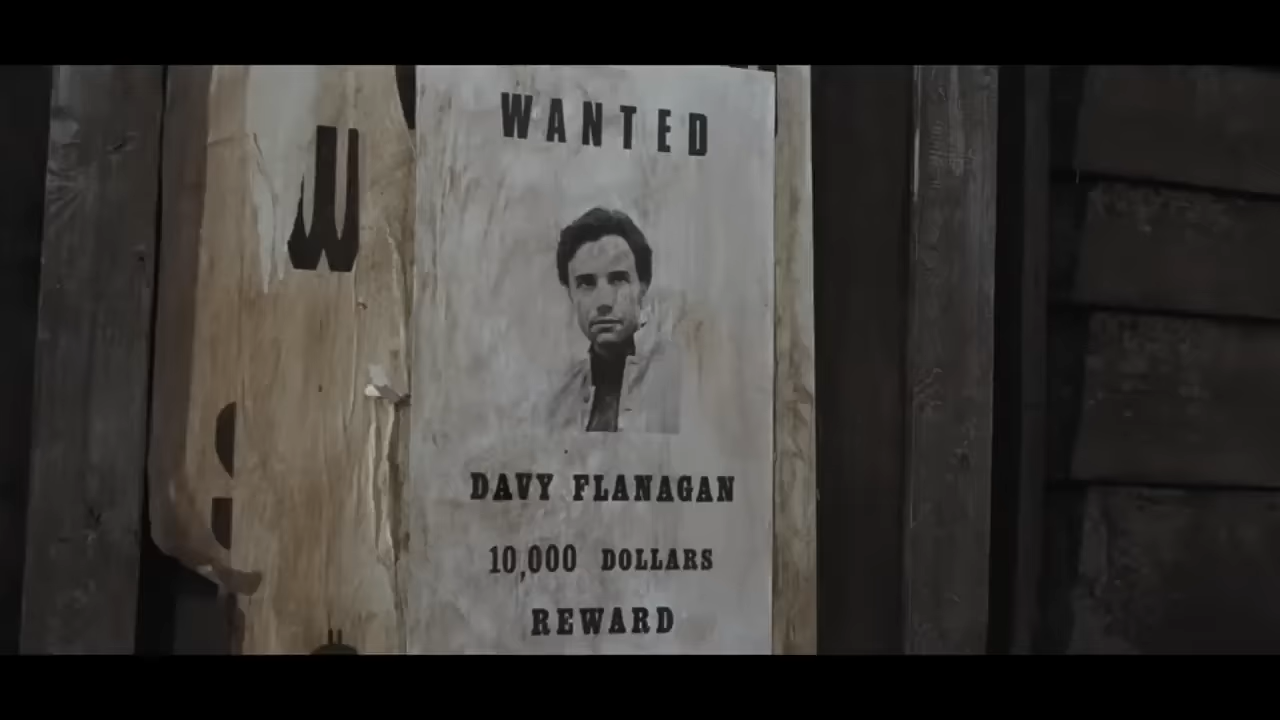 WANTED
W
DAVY FLANAGAN
10,000 DOLLARS
REWARD